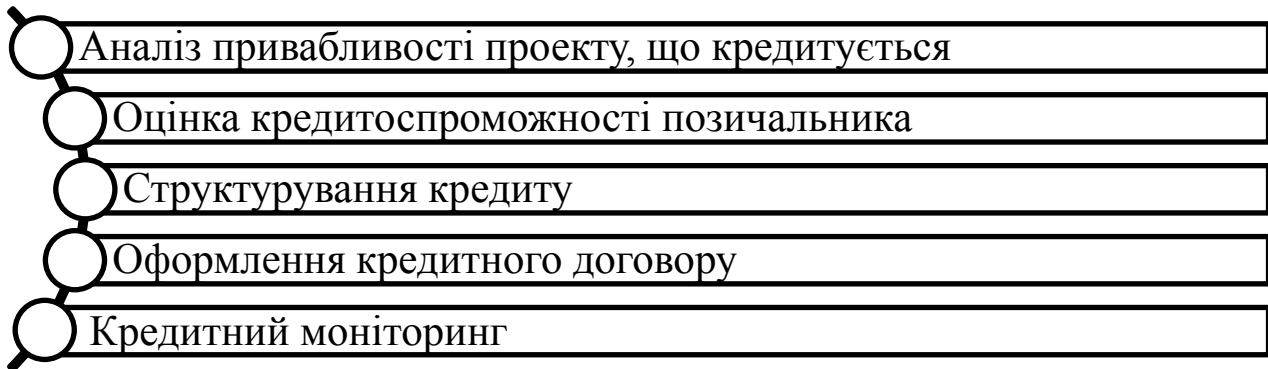 Аналіз привабливості проекту, що кредитується
Оцінка кредитоспроможності позичальника
Структурування кредиту
Оформлення кредитного договору
Кредитний моніторинг